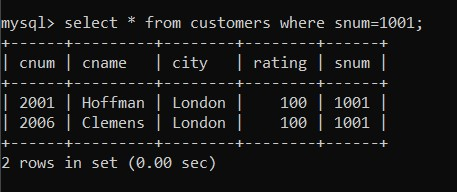 mysql> select * from customers where snum=1001;
+------+---------+--------+--------+------+
| cnum | cname   | city   | rating | snum |
+------+---------+--------+--------+------+
| 2001 | Hoffman | London |    100 | 1001 |
| 2006 | Clemens | London |    100 | 1001 |
+------+---------+--------+--------+------+
2 rows in set (0.00 sec)